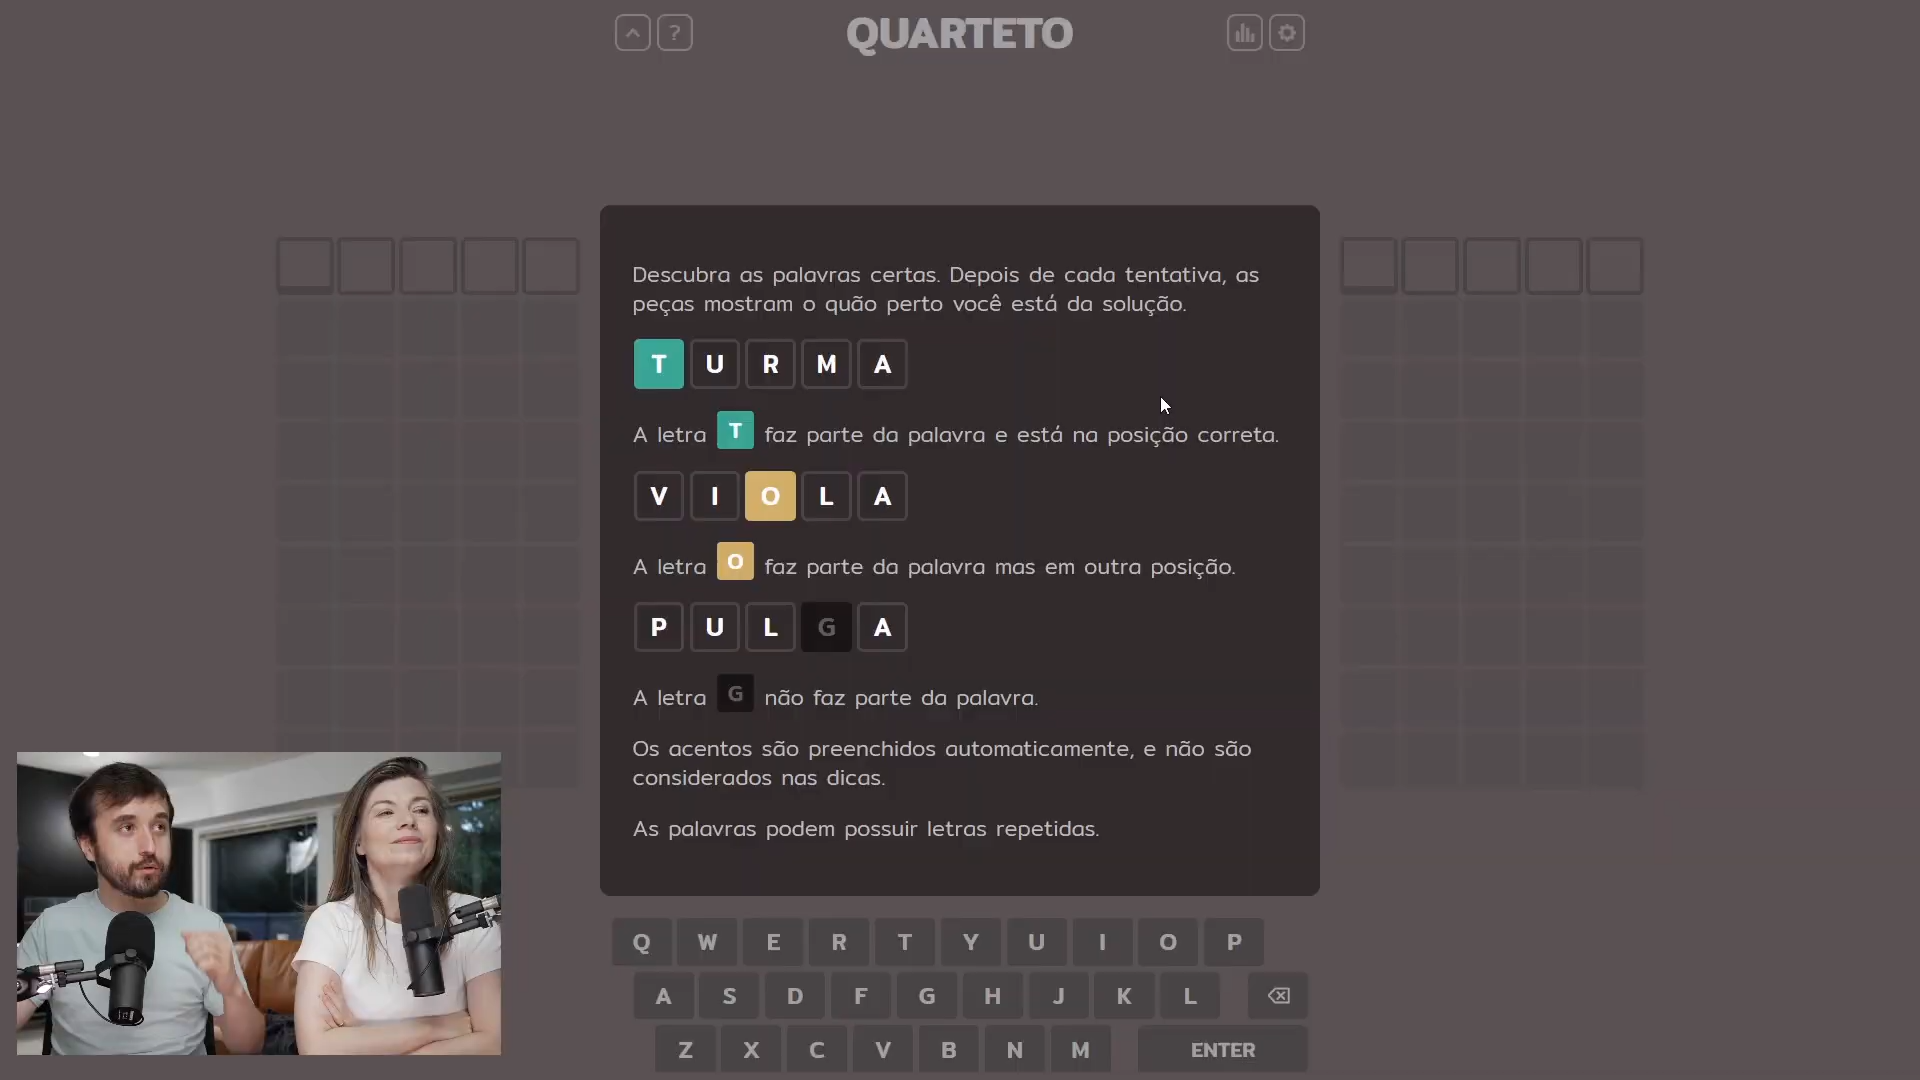 ?
QUARTETO
Descubra as palavras certas. Depois de cada tentativa, as
peças mostram o quão perto você está da solução.
T U R M A
A letra T faz parte da palavra e está na posição correta.
V I O L A
A letra O faz parte da palavra mas em outra posição.
P U L G A
A letra G não faz parte da palavra.
Os acentos são preenchidos automaticamente, e não são
considerados nas dicas.
As palavras podem possuir letras repetidas.
Q W E R T Y U I O P
A S D F G H J K L
Z X C V B N M ENTER